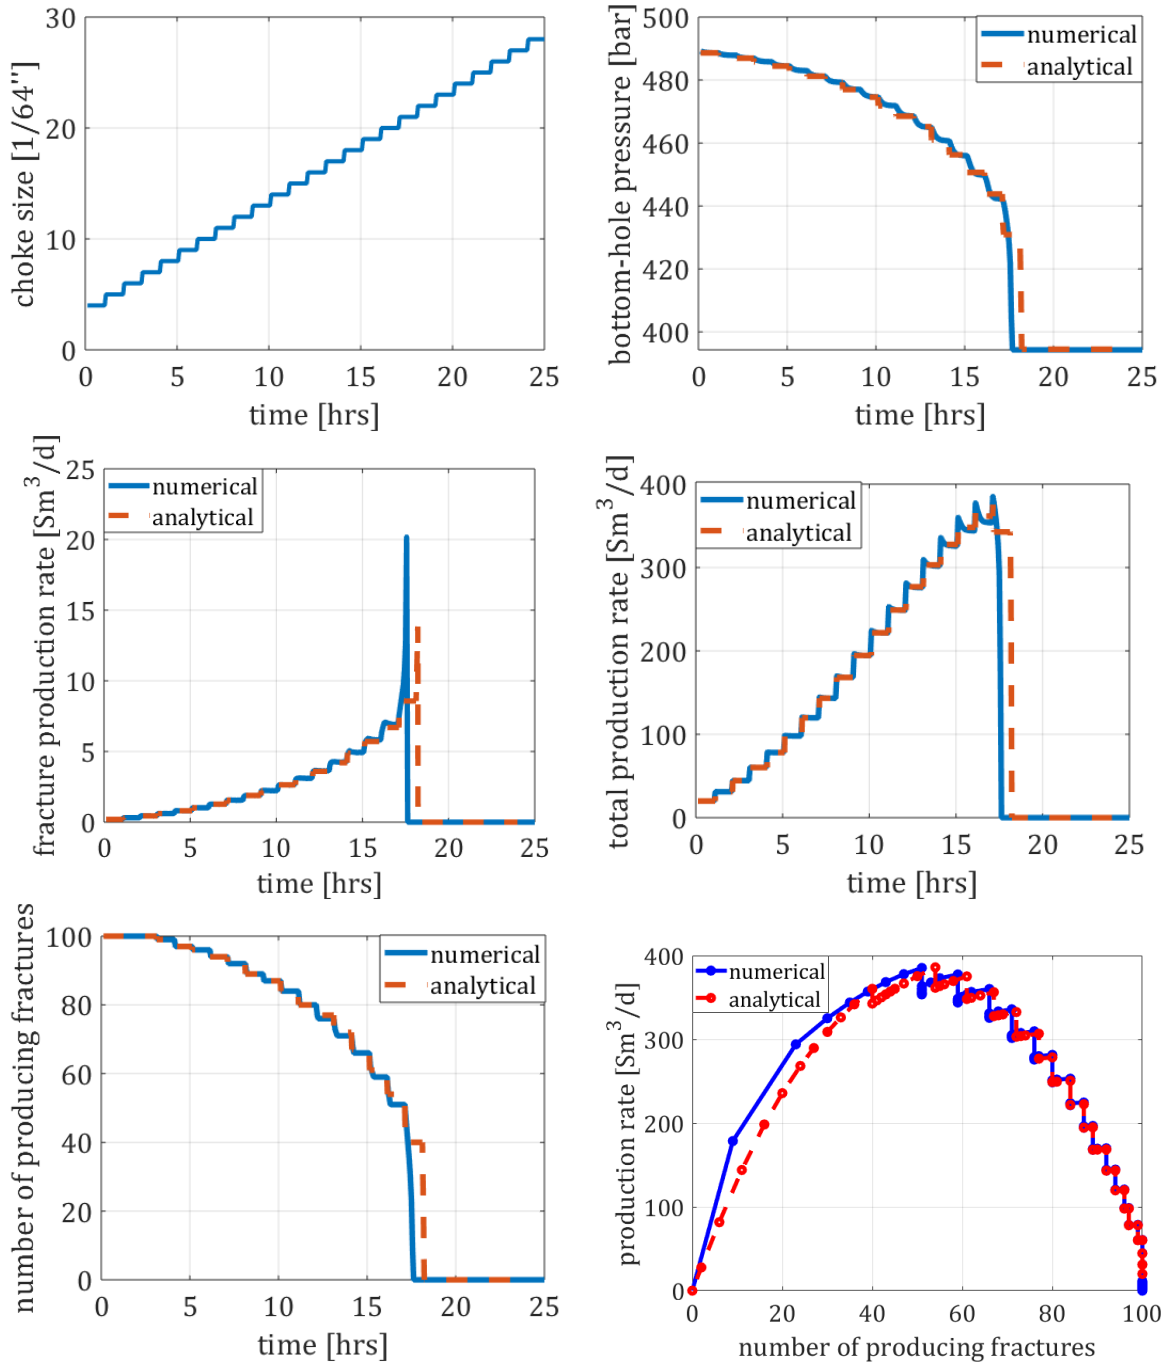 choke size [1/64"]
30
20
10
0
0 5 10 15 20 25
time [hrs]
bottom-hole pressure [bar]
500
480
460
440
420
400
numerical
analytical
0 5 10 15 20 25
time [hrs]
fracture production rate [Sm³/d]
25
20
15
10
5
0
numerical
analytical
0 5 10 15 20 25
time [hrs]
total production rate [Sm³/d]
400
300
200
100
0
numerical
analytical
0 5 10 15 20 25
time [hrs]
number of producing fractures
100
80
60
40
20
0
numerical
analytical
0 5 10 15 20 25
time [hrs]
production rate [Sm³/d]
400
300
200
100
0
numerical
analytical
0 20 40 60 80 100
number of producing fractures